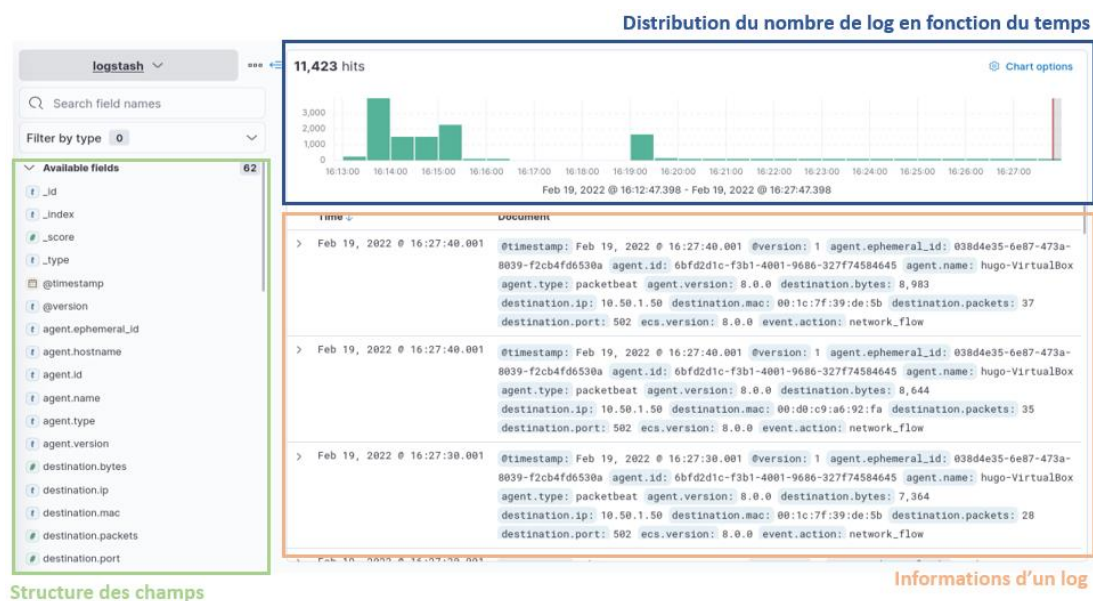 Distribution du nombre de log en fonction du temps
logstash
Search field names
Filter by type 0
Available fields 62
_id
_index
_score
_type
@timestamp
@version
agent.ephemeral_id
agent.hostname
agent.id
agent.name
agent.type
agent.version
destination.bytes
destination.ip
destination.mac
destination.packets
destination.port
Structure des champs
11,423 hits
Chart options
3,000
2,000
1,000
0
16:13:00 16:14:00 16:15:00 16:16:00 16:17:00 16:18:00 16:19:00 16:20:00 16:21:00 16:22:00 16:23:00 16:24:00 16:25:00 16:26:00 16:27:00
Feb 19, 2022 @ 16:12:47.398 - Feb 19, 2022 @ 16:27:47.398
Time Document
Feb 19, 2022 @ 16:27:40.001 @timestamp: Feb 19, 2022 @ 16:27:40.001 @version: 1 agent.ephemeral_id: 038d4e35-6e87-473a-
8039-f2cb4fd6530a agent.id: 6bfd2d1c-f3b1-4001-9686-327f74584645 agent.name: hugo-VirtualBox
agent.type: packetbeat agent.version: 8.0.0 destination.bytes: 8,983
destination.ip: 10.50.1.50 destination.mac: 00:1c:7f:39:de:5b destination.packets: 37
destination.port: 502 ecs.version: 8.0.0 event.action: network_flow
Feb 19, 2022 @ 16:27:40.001 @timestamp: Feb 19, 2022 @ 16:27:40.001 @version: 1 agent.ephemeral_id: 038d4e35-6e87-473a-
8039-f2cb4fd6530a agent.id: 6bfd2d1c-f3b1-4001-9686-327f74584645 agent.name: hugo-VirtualBox
agent.type: packetbeat agent.version: 8.0.0 destination.bytes: 8,644
destination.ip: 10.50.1.50 destination.mac: 00:d0:c9:a6:92:fa destination.packets: 35
destination.port: 502 ecs.version: 8.0.0 event.action: network_flow
Feb 19, 2022 @ 16:27:30.001 @timestamp: Feb 19, 2022 @ 16:27:30.001 @version: 1 agent.ephemeral_id: 038d4e35-6e87-473a-
8039-f2cb4fd6530a agent.id: 6bfd2d1c-f3b1-4001-9686-327f74584645 agent.name: hugo-VirtualBox
agent.type: packetbeat agent.version: 8.0.0 destination.bytes: 7,364
destination.ip: 10.50.1.50 destination.mac: 00:1c:7f:39:de:5b destination.packets: 28
destination.port: 502 ecs.version: 8.0.0 event.action: network_flow
Informations d'un log